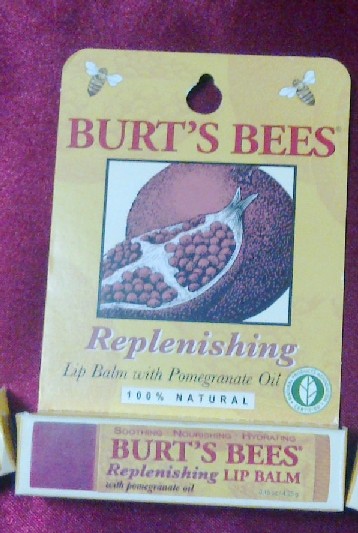 BURT'S BEES®
Replenishing
Lip Balm with Pomegranate Oil
100% NATURAL
SOOTHING · NOURISHING · HYDRATING
BURT'S BEES®
Replenishing LIP BALM
with pomegranate oil